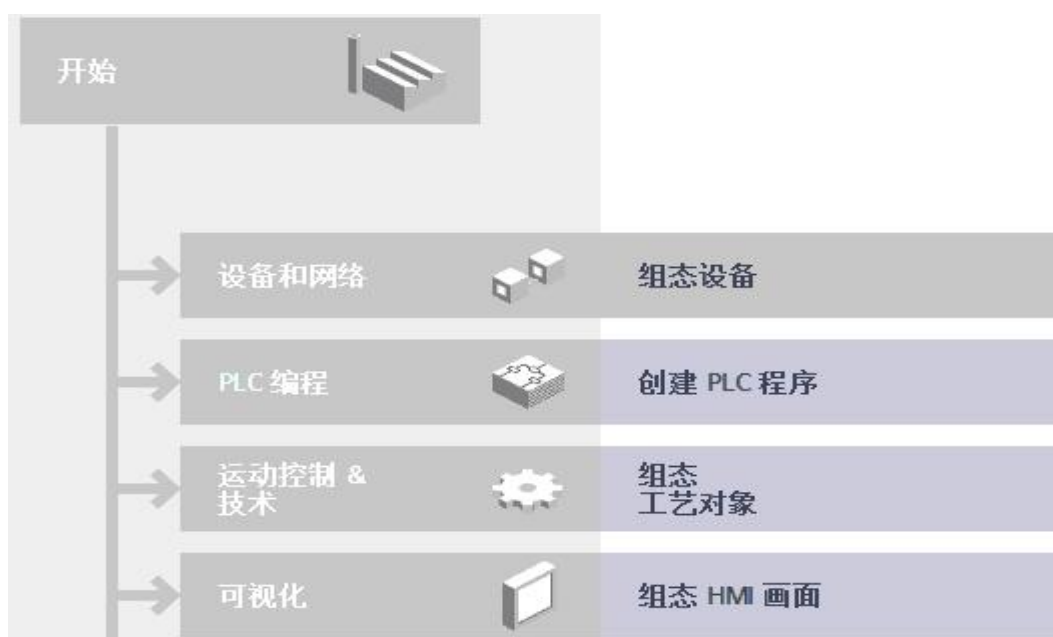 开始
设备和网络
组态设备
PLC 编程
创建 PLC 程序
运动控制 &
技术
组态
工艺对象
可视化
组态 HMI 画面